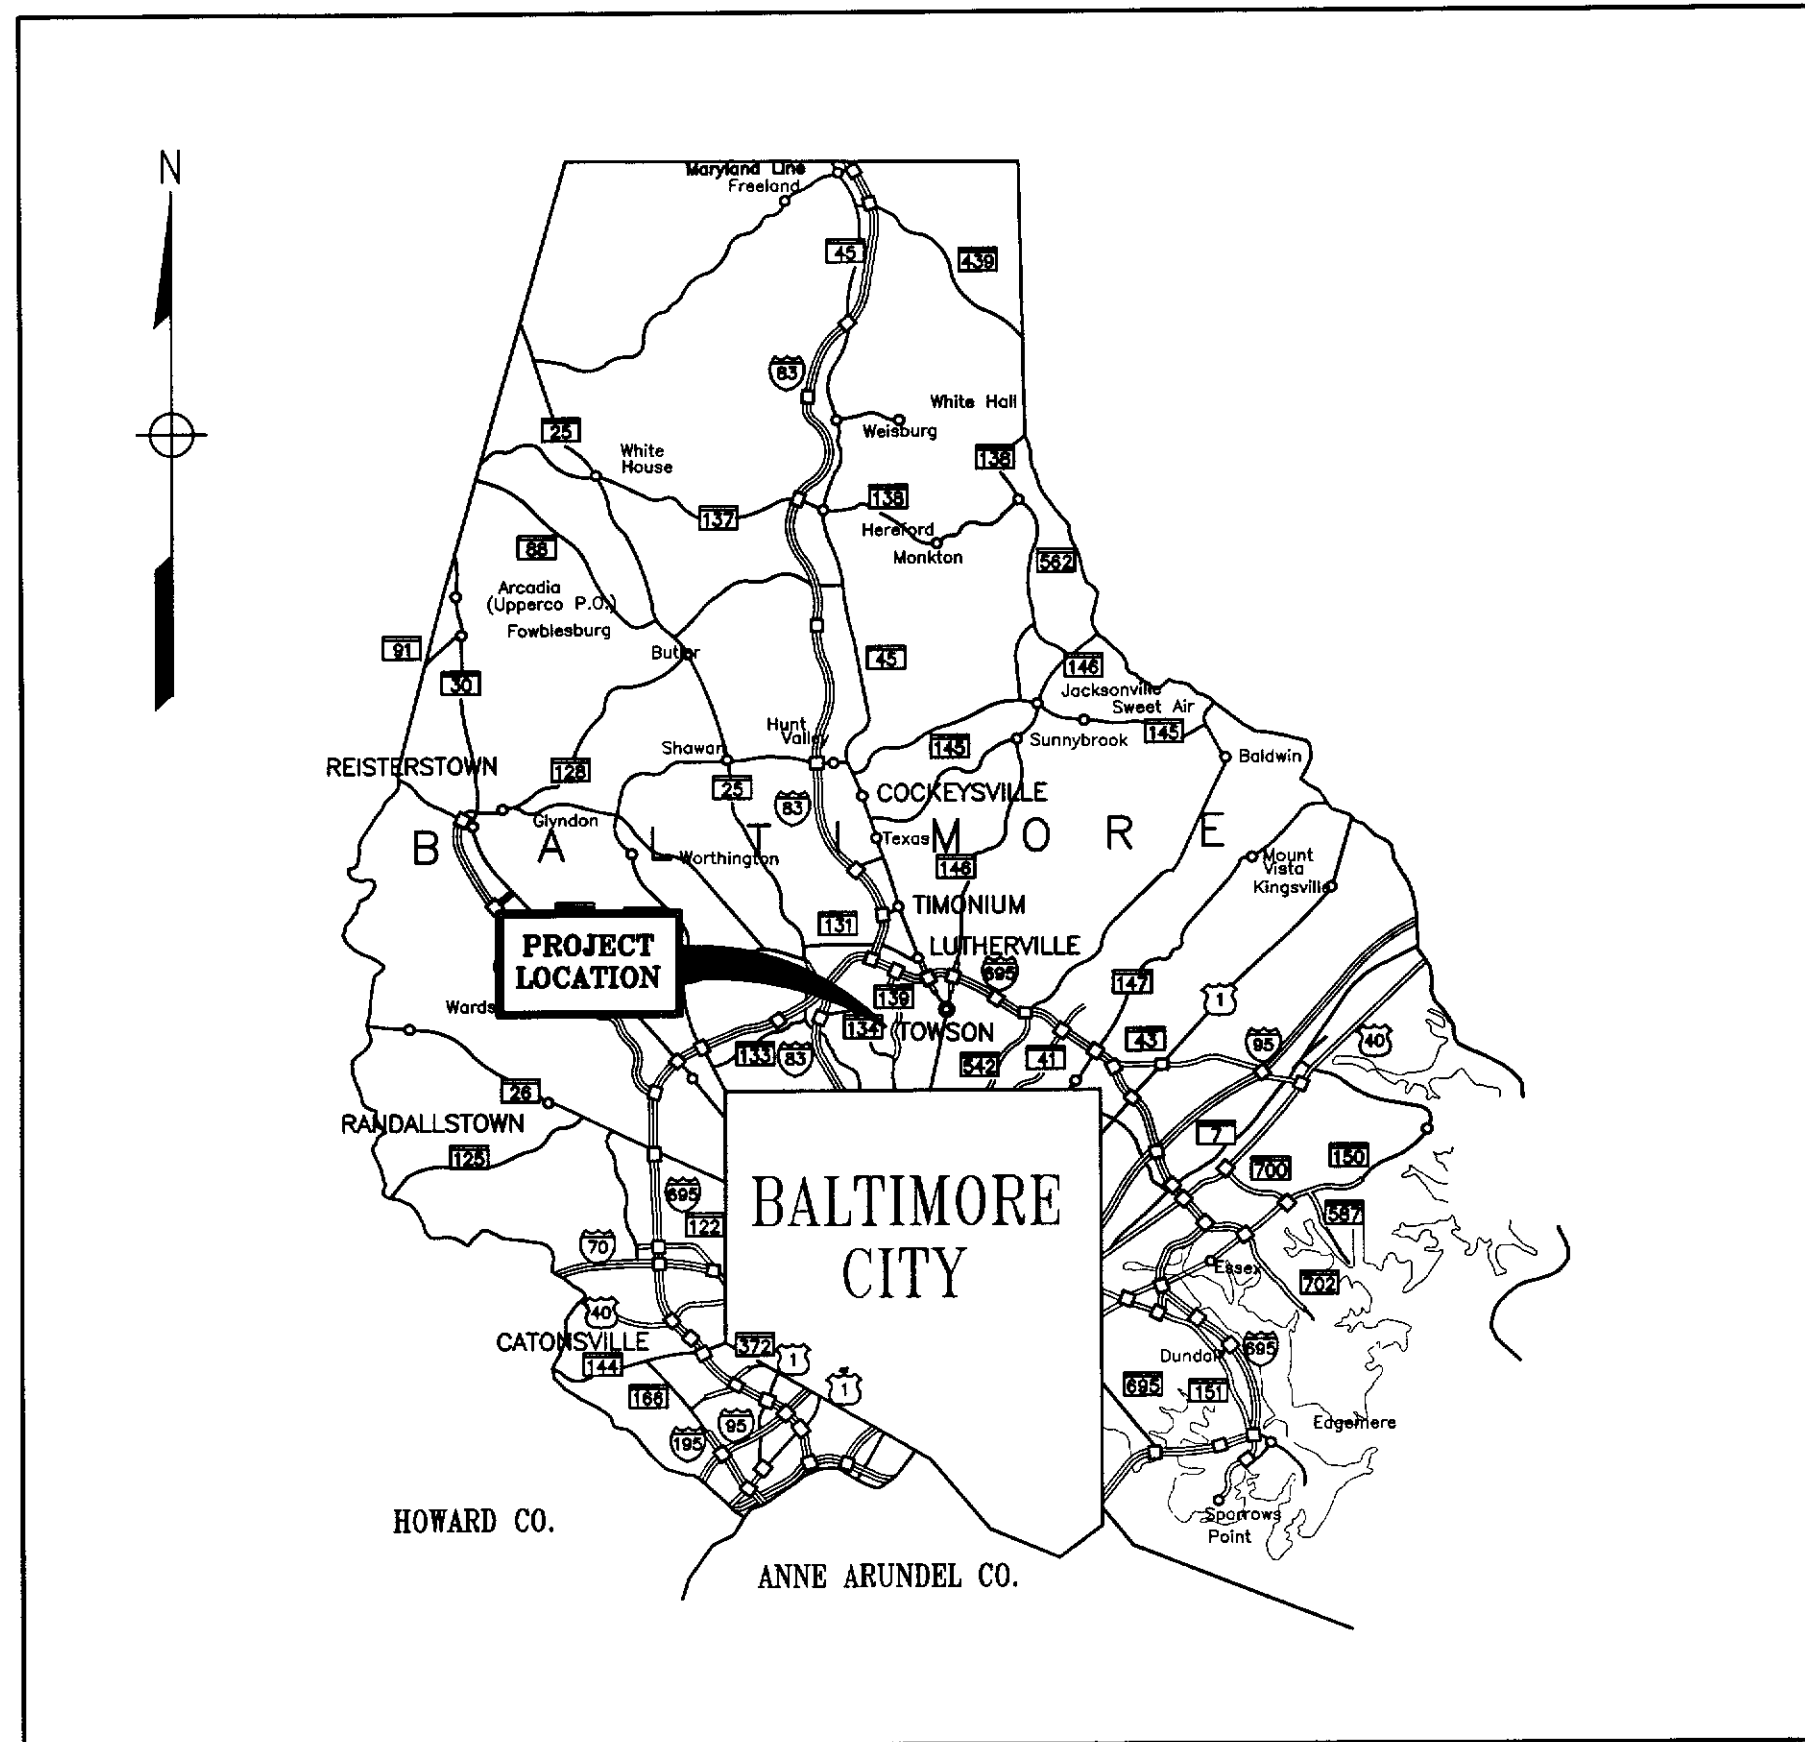 N
Maryland Line
Freeland
45
439
83
White Hall
25
Weisburg
White
House
138
138
137
Hereford
88
Monkton
562
Arcadia
(Upperco P.O.)
Fowblesburg
91
Butler
45
146
30
Jacksonville
Sweet Air
Hunt
Valley
145
Shawan
145
Sunnybrook
Baldwin
REISTERSTOWN
128
25
COCKEYSVILLE
83
Glyndon
BALTIMORE
Texas
Worthington
146
Mount
Vista
Kingsville
TIMONIUM
131
PROJECT
LOCATION
LUTHERVILLE
695
147
139
1
Wards
134
TOWSON
43
95
40
133
83
542
41
26
RANDALLSTOWN
7
125
700
150
695
BALTIMORE
CITY
122
587
70
Essex
702
40
CATONSVILLE
372
144
1
Dundalk
695
166
1
695
151
95
Edgemere
195
HOWARD CO.
Sparrows
Point
ANNE ARUNDEL CO.